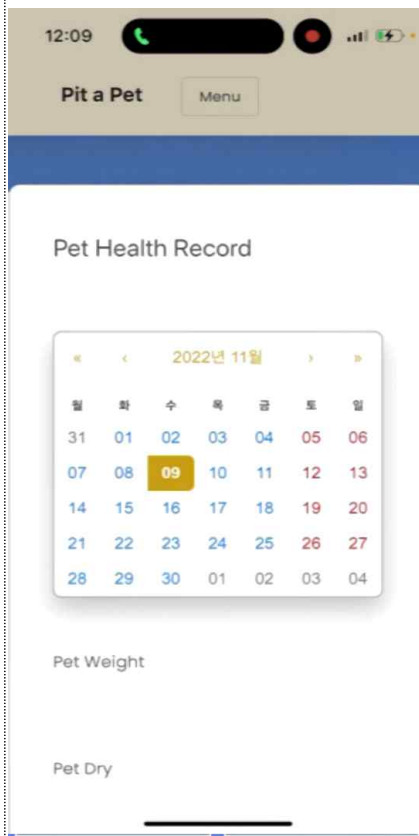 12:09
Pit a Pet
Menu
Pet Health Record
« ‹ 2022년 11월 › »
월 화 수 목 금 토 일
31 01 02 03 04 05 06
07 08 09 10 11 12 13
14 15 16 17 18 19 20
21 22 23 24 25 26 27
28 29 30 01 02 03 04
Pet Weight
Pet Dry